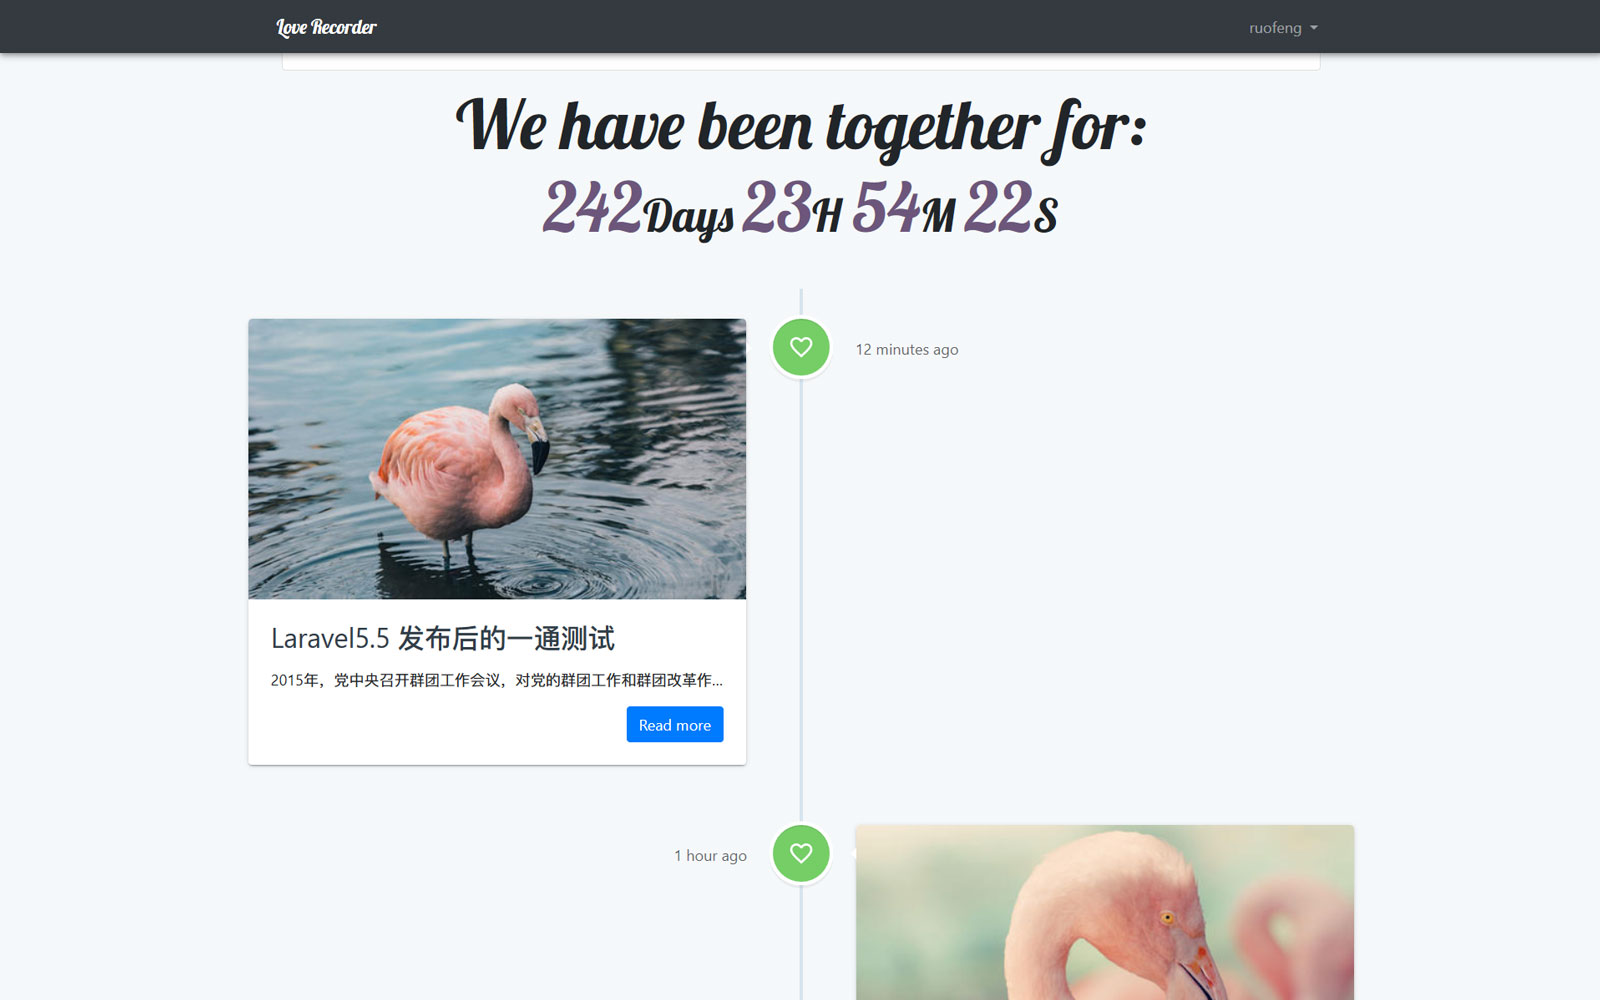 Love Recorder
ruofeng
We have been together for:
242Days 23H 54M 22S
12 minutes ago
Laravel5.5 发布后的一通测试
2015年，党中央召开群团工作会议，对党的群团工作和群团改革作...
Read more
1 hour ago